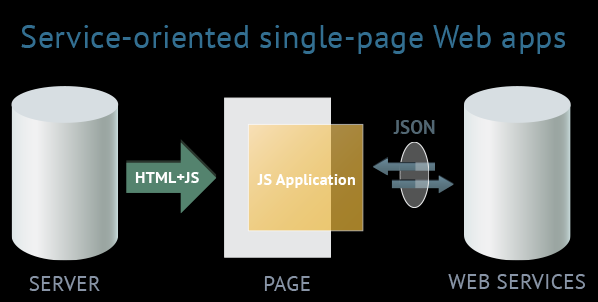 Service-oriented single-page Web apps
JSON
HTML+JS
JS Application
SERVER
PAGE
WEB SERVICES